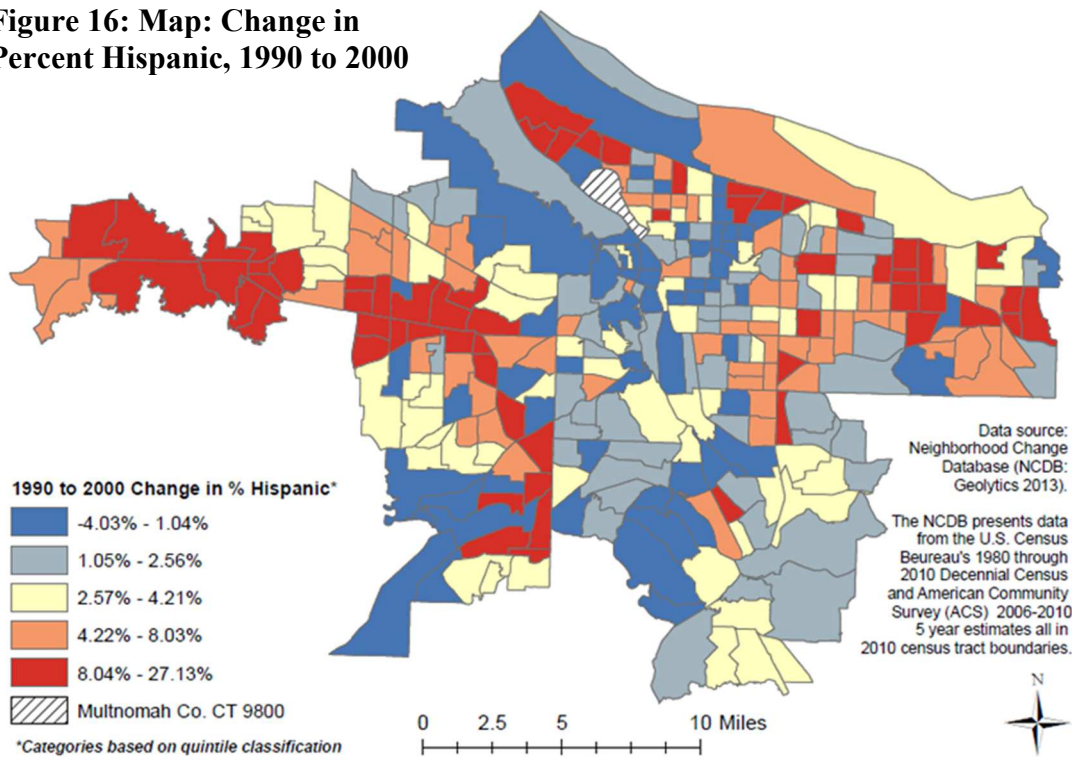 Figure 16: Map: Change in
Percent Hispanic, 1990 to 2000
Data source:
Neighborhood Change
Database (NCDB:
Geolytics 2013).
The NCDB presents data
from the U.S. Census
Beureau's 1980 through
2010 Decennial Census
and American Community
Survey (ACS) 2006-2010
5 year estimates all in
2010 census tract boundaries.
1990 to 2000 Change in % Hispanic*
-4.03% - 1.04%
1.05% - 2.56%
2.57% - 4.21%
4.22% - 8.03%
8.04% - 27.13%
Multnomah Co. CT 9800
*Categories based on quintile classification
0 2.5 5 10 Miles
N